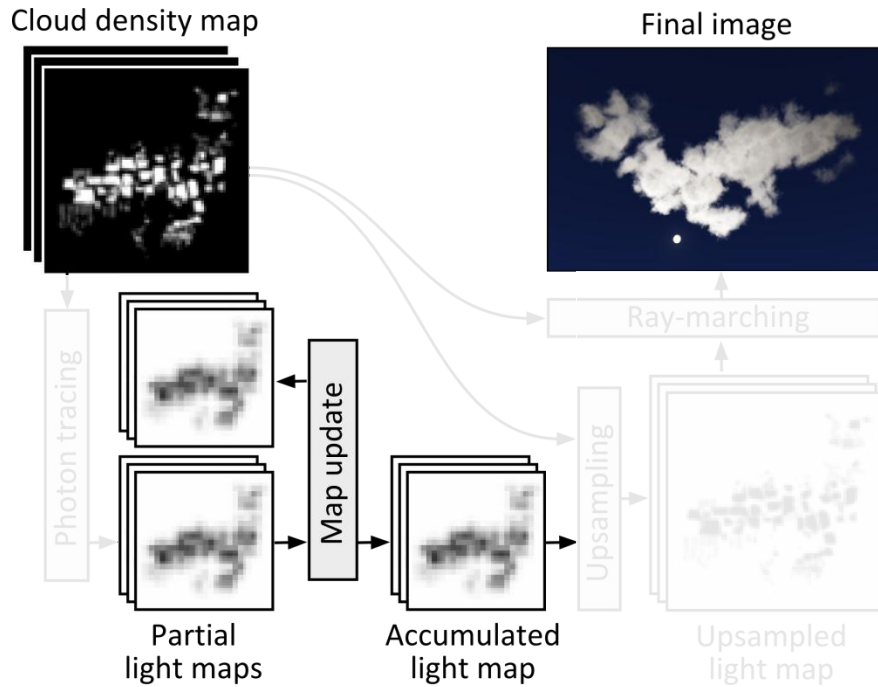 Cloud density map
Final image
Ray-marching
Photon tracing
Map update
Upsampling
Partial
light maps
Accumulated
light map
Upsampled
light map